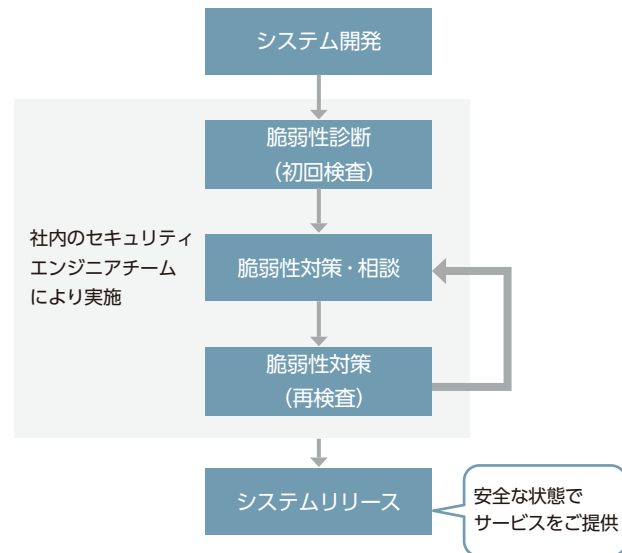 システム開発
脆弱性診断
（初回検査）
社内のセキュリティ
エンジニアチーム
により実施
脆弱性対策・相談
脆弱性対策
（再検査）
システムリリース
安全な状態で
サービスをご提供